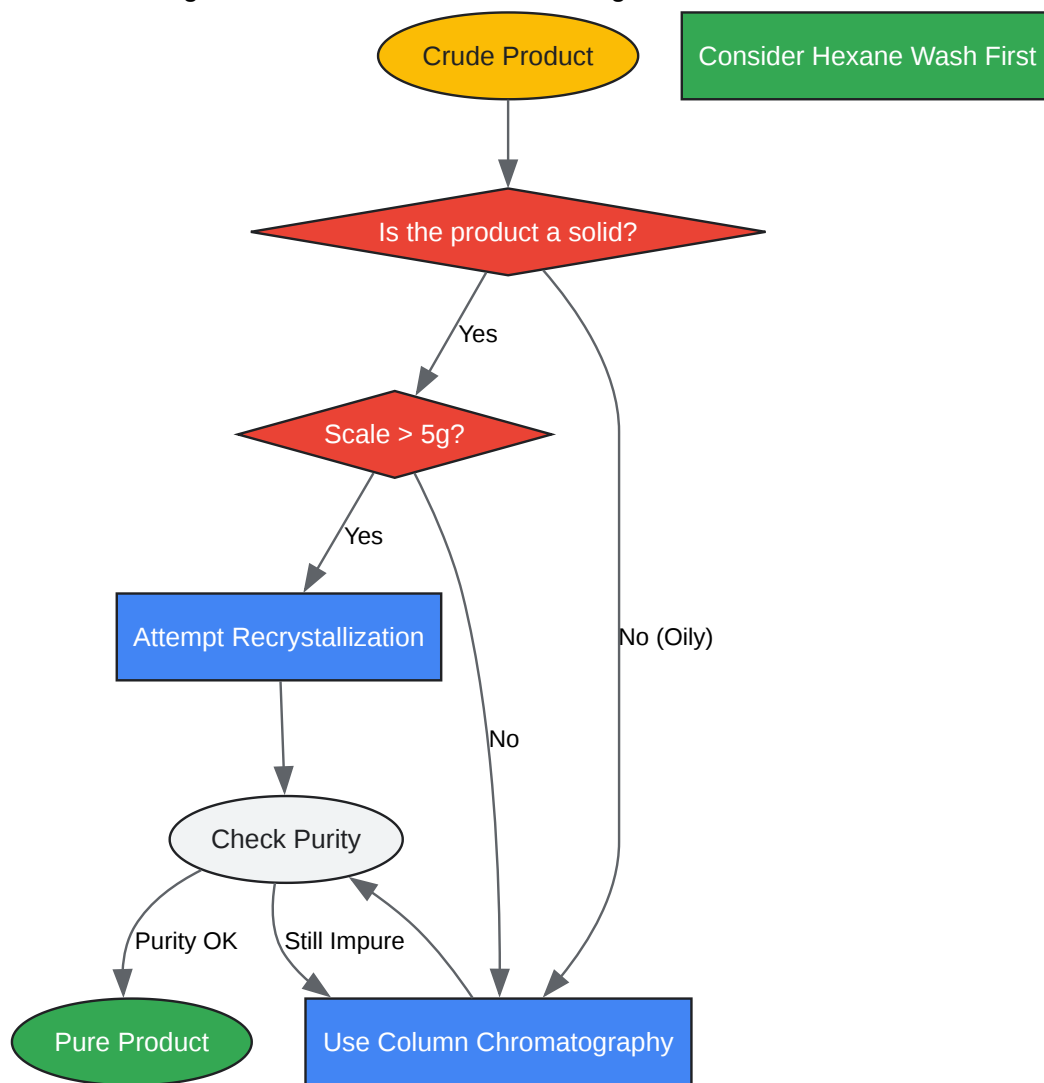 Crude Product
Consider Hexane Wash First
Is the product a solid?
Yes
Scale > 5g?
Yes
Attempt Recrystallization
No (Oily)
No
Check Purity
Purity OK
Still Impure
Pure Product
Use Column Chromatography